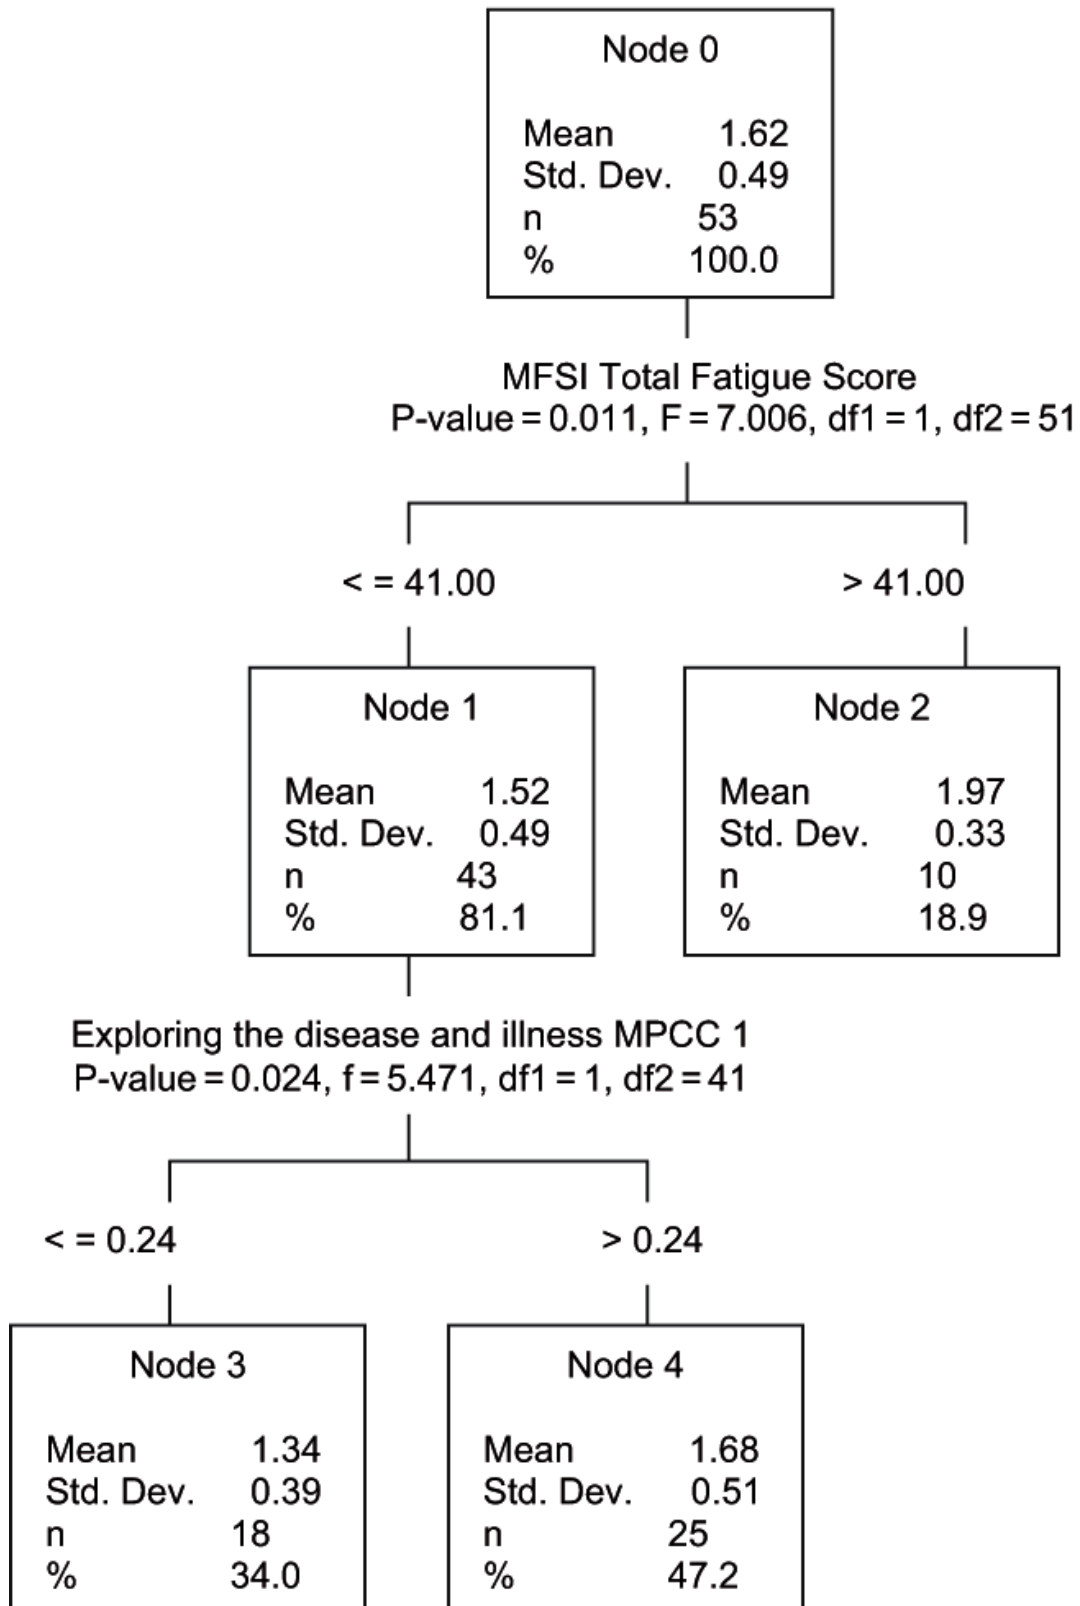 Node 0
Mean 1.62
Std. Dev. 0.49
n 53
% 100.0
MFSI Total Fatigue Score
P-value = 0.011, F = 7.006, df1 = 1, df2 = 51
< = 41.00
> 41.00
Node 1
Mean 1.52
Std. Dev. 0.49
n 43
% 81.1
Node 2
Mean 1.97
Std. Dev. 0.33
n 10
% 18.9
Exploring the disease and illness MPCC 1
P-value = 0.024, f = 5.471, df1 = 1, df2 = 41
< = 0.24
> 0.24
Node 3
Mean 1.34
Std. Dev. 0.39
n 18
% 34.0
Node 4
Mean 1.68
Std. Dev. 0.51
n 25
% 47.2